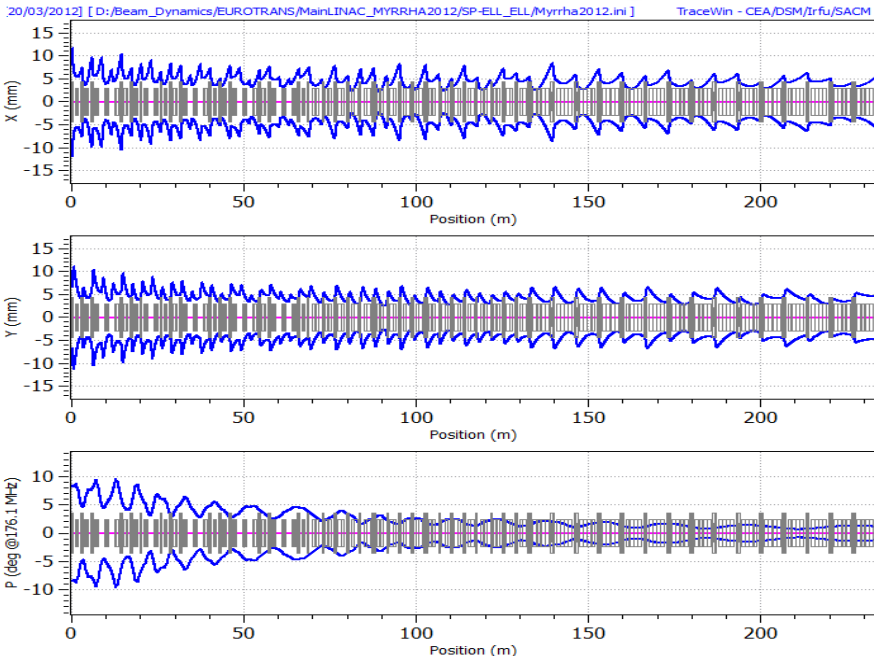 20/03/2012] [ D:/Beam_Dynamics/EUROTRANS/MainLINAC_MYRRHA2012/SP-ELL_ELL/Myrrha2012.ini ] TraceWin - CEA/DSM/Irfu/SACM
X (mm)
15
10
5
0
-5
-10
-15
0 50 100 150 200
Position (m)
Y (mm)
15
10
5
0
-5
-10
-15
0 50 100 150 200
Position (m)
P (deg @176.1 MHz)
10
5
0
-5
-10
0 50 100 150 200
Position (m)